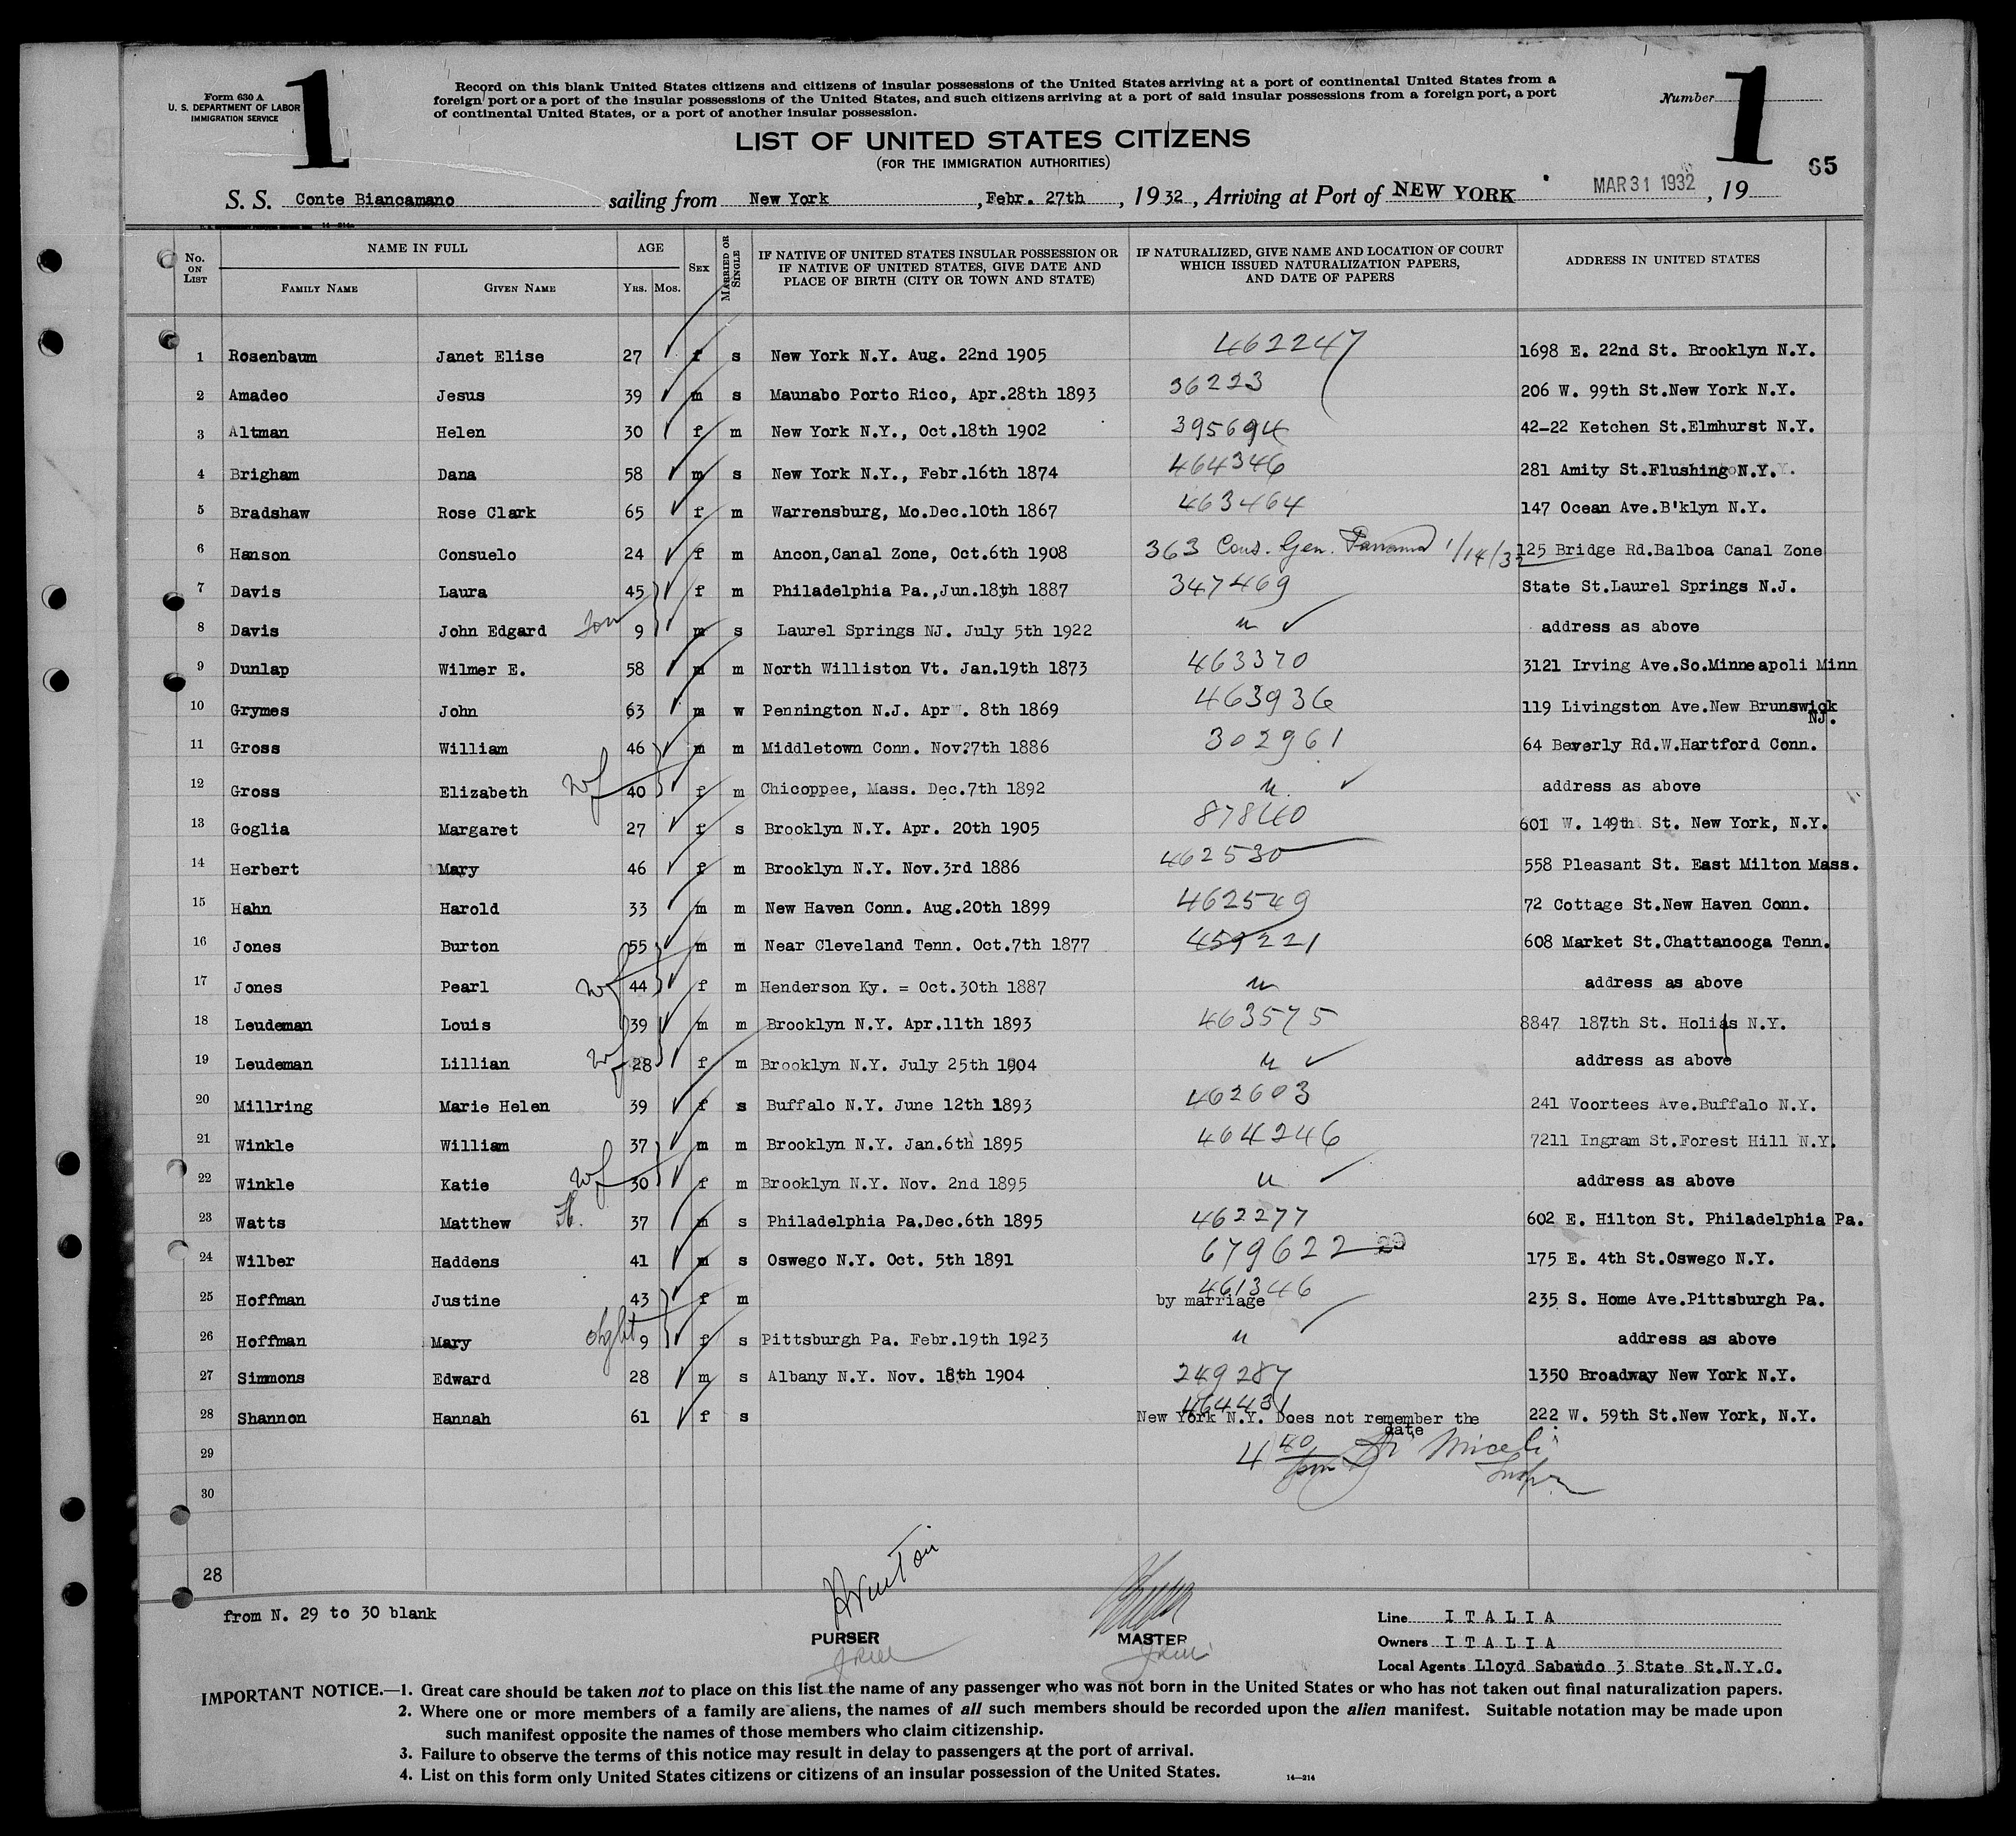 Form 630 A
U. S. DEPARTMENT OF LABOR
IMMIGRATION SERVICE
1
Record on this blank United States citizens and citizens of insular possessions of the United States arriving at a port of continental United States from a
foreign port or a port of the insular possessions of the United States, and such citizens arriving at a port of said insular possessions from a foreign port, a port
of continental United States, or a port of another insular possession.
Number 1
65
LIST OF UNITED STATES CITIZENS
(FOR THE IMMIGRATION AUTHORITIES)
S. S. Conte Biancamano sailing from New York , Febr. 27th , 1932 , Arriving at Port of NEW YORK MAR 31 1932 , 19
No. ON LIST NAME IN FULL FAMILY NAME GIVEN NAME AGE YRS. MOS. SEX MARRIED OR SINGLE IF NATIVE OF UNITED STATES INSULAR POSSESSION OR IF NATIVE OF UNITED STATES, GIVE DATE AND PLACE OF BIRTH (CITY OR TOWN AND STATE) IF NATURALIZED, GIVE NAME AND LOCATION OF COURT WHICH ISSUED NATURALIZATION PAPERS, AND DATE OF PAPERS ADDRESS IN UNITED STATES
1 Rosenbaum Janet Elise 27 f s New York N.Y. Aug. 22nd 1905 462247 1698 E. 22nd St. Brooklyn N.Y.
2 Amadeo Jesus 39 m s Maunabo Porto Rico, Apr.28th 1893 36223 206 W. 99th St.New York N.Y.
3 Altman Helen 30 f m New York N.Y., Oct.18th 1902 395694 42-22 Ketchen St.Elmhurst N.Y.
4 Brigham Dana 58 m s New York N.Y., Febr.16th 1874 464346 281 Amity St.Flushing N.Y.
5 Bradshaw Rose Clark 65 f m Warrensburg, Mo.Dec.10th 1867 463464 147 Ocean Ave.B'klyn N.Y.
6 Hanson Consuelo 24 f m Ancon,Canal Zone, Oct.6th 1908 363 Cons. Gen. Panama 1/14/32 125 Bridge Rd.Balboa Canal Zone
7 Davis Laura 45 f m Philadelphia Pa.,Jun.18th 1887 347469 State St.Laurel Springs N.J.
8 Davis John Edgard son 9 m s Laurel Springs NJ. July 5th 1922 " address as above
9 Dunlap Wilmer E. 58 m m North Williston Vt. Jan.19th 1873 463370 3121 Irving Ave.So.Minneapoli Minn
10 Grymes John 63 m w Pennington N.J. Apr. 8th 1869 463936 119 Livingston Ave.New Brunswick NJ.
11 Gross William 46 m m Middletown Conn. Nov27th 1886 302961 64 Beverly Rd.W.Hartford Conn.
12 Gross Elizabeth wf 40 f m Chicoppee, Mass. Dec.7th 1892 " address as above
13 Goglia Margaret 27 f s Brooklyn N.Y. Apr. 20th 1905 87840 601 W. 149th St. New York, N.Y.
14 Herbert Mary 46 f m Brooklyn N.Y. Nov.3rd 1886 462530 558 Pleasant St. East Milton Mass.
15 Hahn Harold 33 m m New Haven Conn. Aug.20th 1899 462549 72 Cottage St.New Haven Conn.
16 Jones Burton 55 m m Near Cleveland Tenn. Oct.7th 1877 459221 608 Market St.Chattanooga Tenn.
17 Jones Pearl wf 44 f m Henderson Ky. = Oct.30th 1887 " address as above
18 Leudeman Louis 39 m m Brooklyn N.Y. Apr.11th 1893 463575 8847 187th St. Holias N.Y.
19 Leudeman Lillian wf 28 f m Brooklyn N.Y. July 25th 1904 " address as above
20 Millring Marie Helen 39 f s Buffalo N.Y. June 12th 1893 462603 241 Voortees Ave.Buffalo N.Y.
21 Winkle William 37 m m Brooklyn N.Y. Jan.6th 1895 464246 7211 Ingram St.Forest Hill N.Y.
22 Winkle Katie wf 30 f m Brooklyn N.Y. Nov. 2nd 1895 " address as above
23 Watts Matthew H. 37 m s Philadelphia Pa.Dec.6th 1895 462277 602 E. Hilton St. Philadelphia Pa.
24 Wilber Haddens 41 m s Oswego N.Y. Oct. 5th 1891 679622 29 175 E. 4th St.Oswego N.Y.
25 Hoffman Justine 43 f m 461346 by marriage 235 S. Home Ave.Pittsburgh Pa.
26 Hoffman Mary dght 9 f s Pittsburgh Pa. Febr.19th 1923 " address as above
27 Simmons Edward 28 m s Albany N.Y. Nov. 18th 1904 249287 1350 Broadway New York N.Y.
28 Shannon Hannah 61 f s 464431 New York N.Y. Does not remember the date 222 W. 59th St.New York, N.Y.
29 4 40 pm Miceli Insp.
30
28
from N. 29 to 30 blank
PURSER MASTER
Line I T A L I A
Owners I T A L I A
Local Agents Lloyd Sabaudo 3 State St.N.Y.C.
IMPORTANT NOTICE.—1. Great care should be taken not to place on this list the name of any passenger who was not born in the United States or who has not taken out final naturalization papers.
2. Where one or more members of a family are aliens, the names of all such members should be recorded upon the alien manifest. Suitable notation may be made upon
such manifest opposite the names of those members who claim citizenship.
3. Failure to observe the terms of this notice may result in delay to passengers at the port of arrival.
4. List on this form only United States citizens or citizens of an insular possession of the United States.
14—214